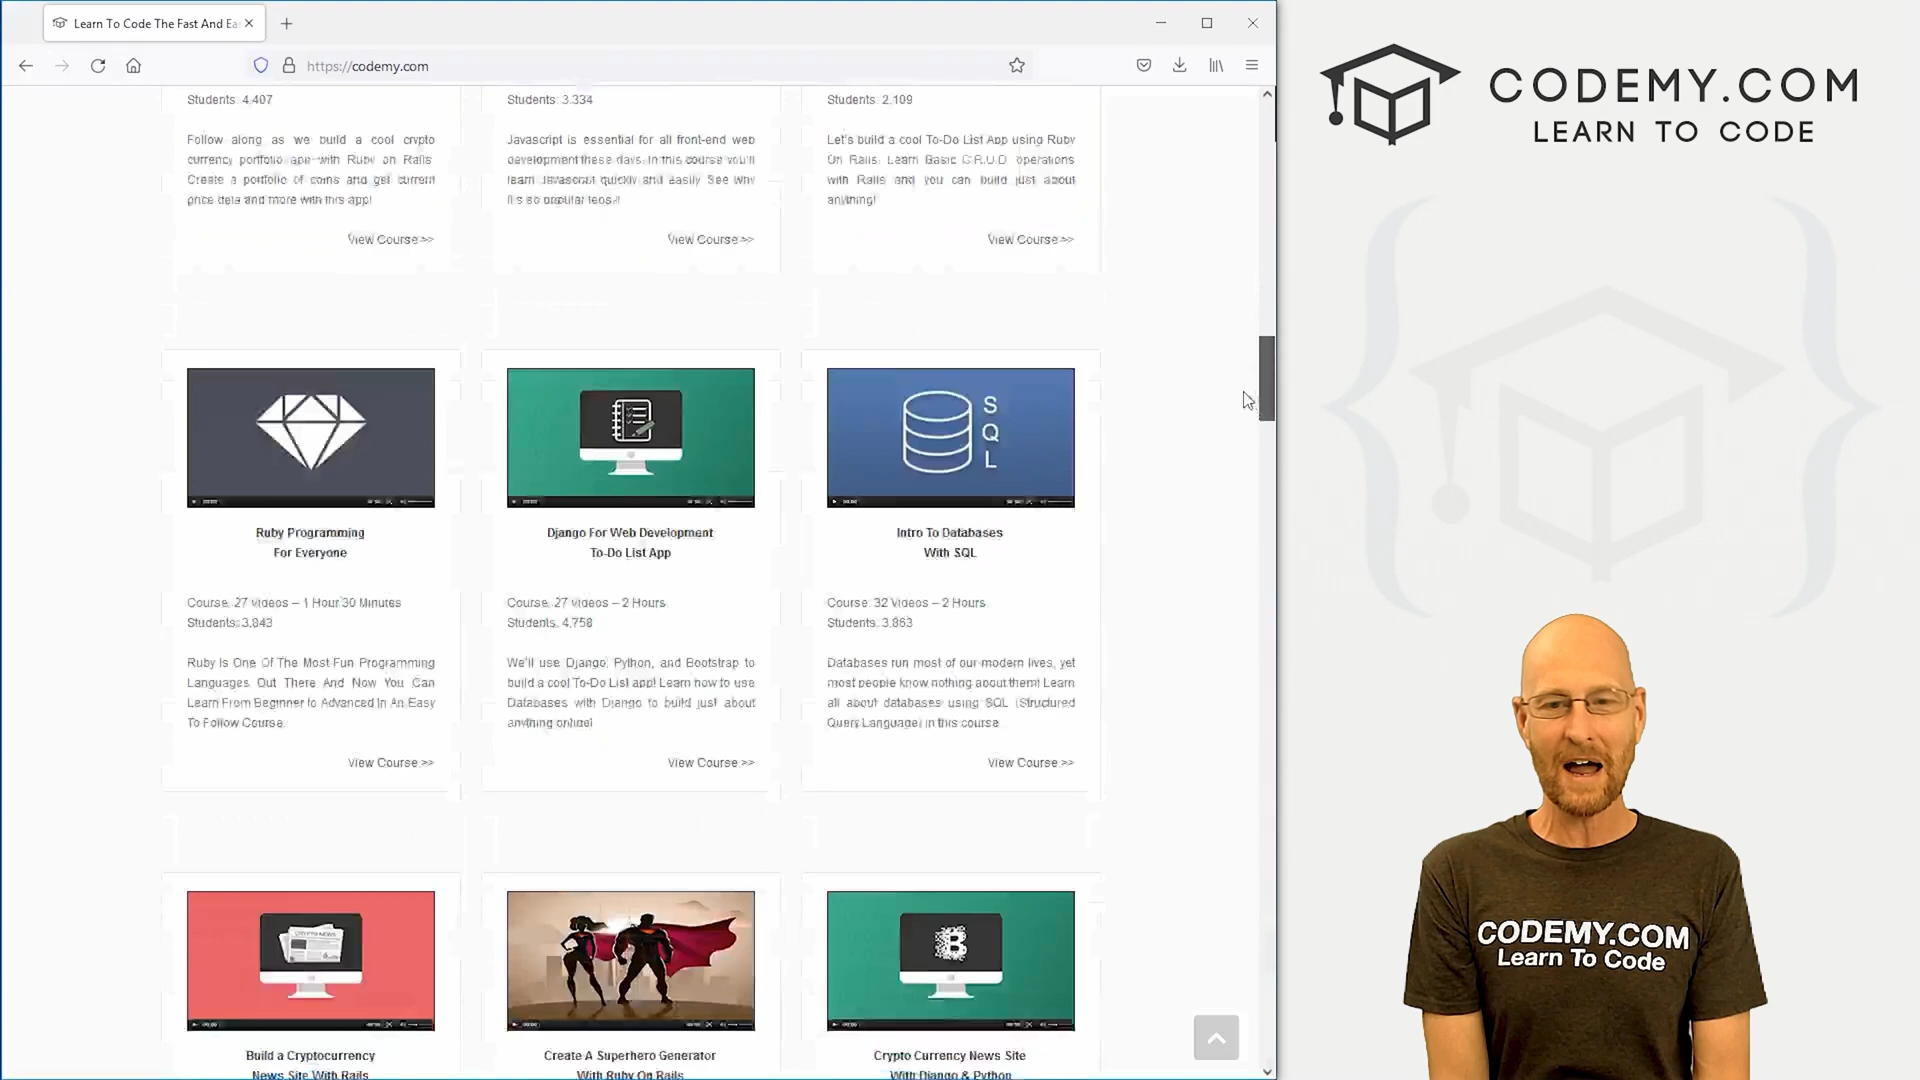 Learn To Code The Fast And Ea
https://codemy.com
CODEMY.COM
LEARN TO CODE
Students: 4,407
Follow along as we build a cool crypto
currency portfolio app with Ruby on Rails
Create a portfolio of coins and get current
price data and more with this app!
View Course >>
Students: 3,334
Javascript is essential for all front-end web
development these days. In this course you'll
learn Javascript quickly and easily. See why
it's so popular
View Course >>
Students: 2,109
Let's build a cool To-Do List App using Ruby
On Rails. Learn Basic C.R.U.D. operations
with Rails and you can build just about
anything!
View Course >>
Ruby Programming
For Everyone
Course: 27 Videos – 1 Hour 30 Minutes
Students: 3,843
Ruby Is One Of The Most Fun Programming
Languages Out There And Now You Can
Learn From Beginner to Advanced In An Easy
To Follow Course.
View Course >>
Django For Web Development
To-Do List App
Course: 27 Videos – 2 Hours
Students: 4,758
We'll use Django, Python, and Bootstrap to
build a cool To-Do List app! Learn how to use
Databases with Django to build just about
anything online!
View Course >>
S
Q
L
Intro To Databases
With SQL
Course: 32 Videos – 2 Hours
Students: 3,863
Databases run most of our modern lives, yet
most people know nothing about them! Learn
all about databases using SQL (Structured
Query Language) in this course
View Course >>
CRYPTO NEWS
Build a Cryptocurrency
News Site With Rails
Create A Superhero Generator
With Ruby On Rails
B
Crypto Currency News Site
With Django & Python
CODEMY.COM
Learn To Code